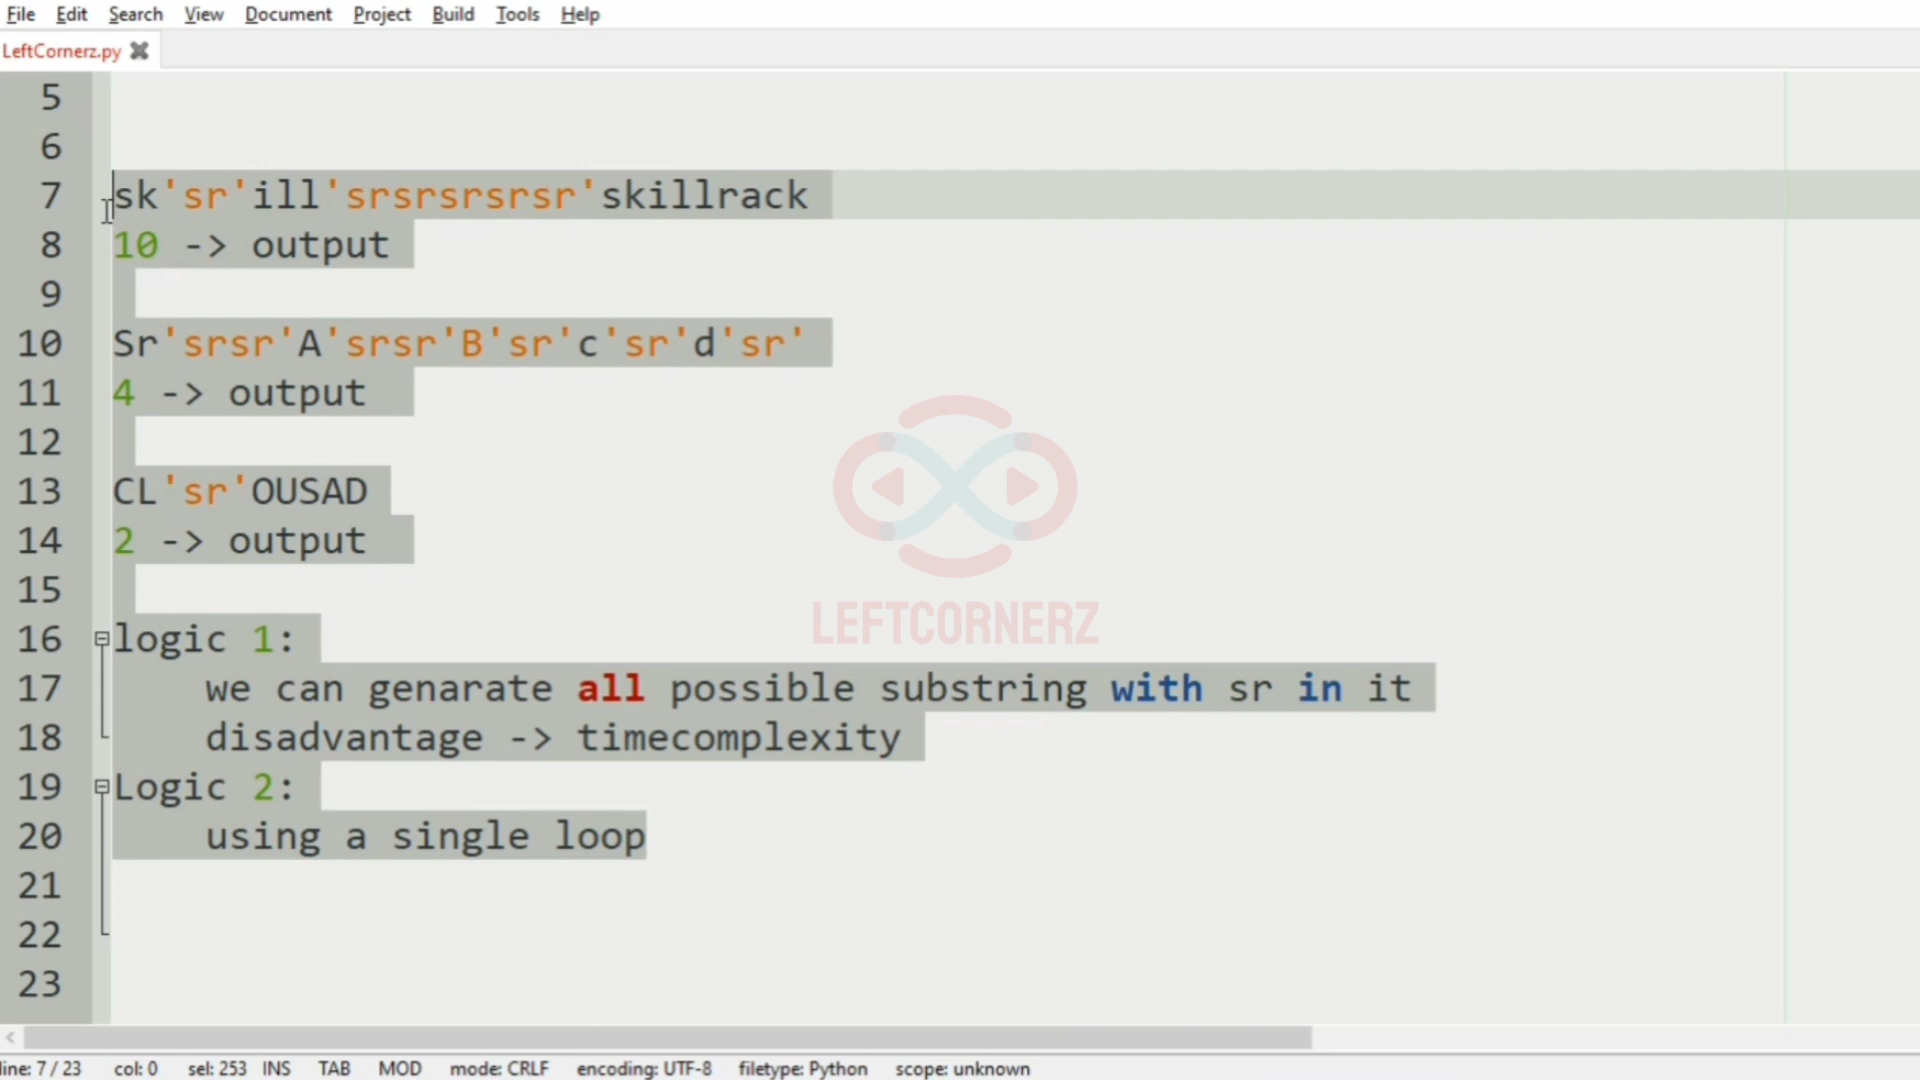 File Edit Search View Document Project Build Tools Help
LeftCornerz.py
5
6
7 sk'sr'ill'srsrsrsrsr'skillrack
8 10 -> output
9
10 Sr'srsr'A'srsr'B'sr'c'sr'd'sr'
11 4 -> output
12
13 CL'sr'OUSAD
14 2 -> output
15
16 logic 1:
17 we can genarate all possible substring with sr in it
18 disadvantage -> timecomplexity
19 Logic 2:
20 using a single loop
21
22
23
LEFTCORNERZ
line: 7 / 23 col: 0 sel: 253 INS TAB MOD mode: CRLF encoding: UTF-8 filetype: Python scope: unknown